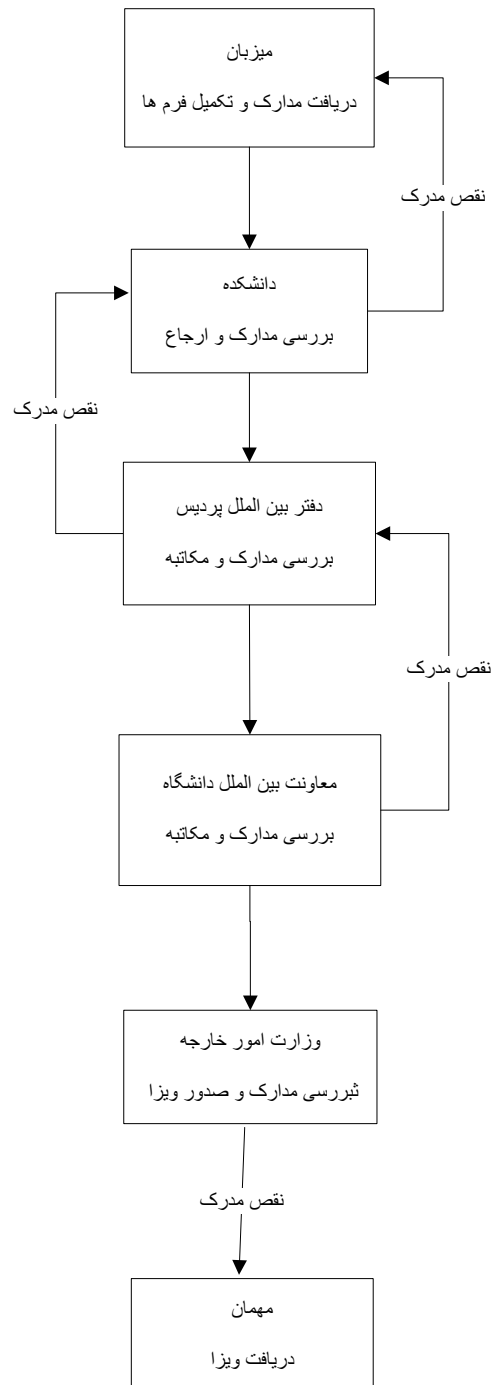 میزبان
دریافت مدارک و تکمیل فرم ها
نقص مدرک
دانشکده
بررسی مدارک و ارجاع
نقص مدرک
دفتر بین الملل پردیس
بررسی مدارک و مکاتبه
نقص مدرک
معاونت بین الملل دانشگاه
بررسی مدارک و مکاتبه
وزارت امور خارجه
ثبررسی مدارک و صدور ویزا
نقص مدرک
مهمان
دریافت ویزا